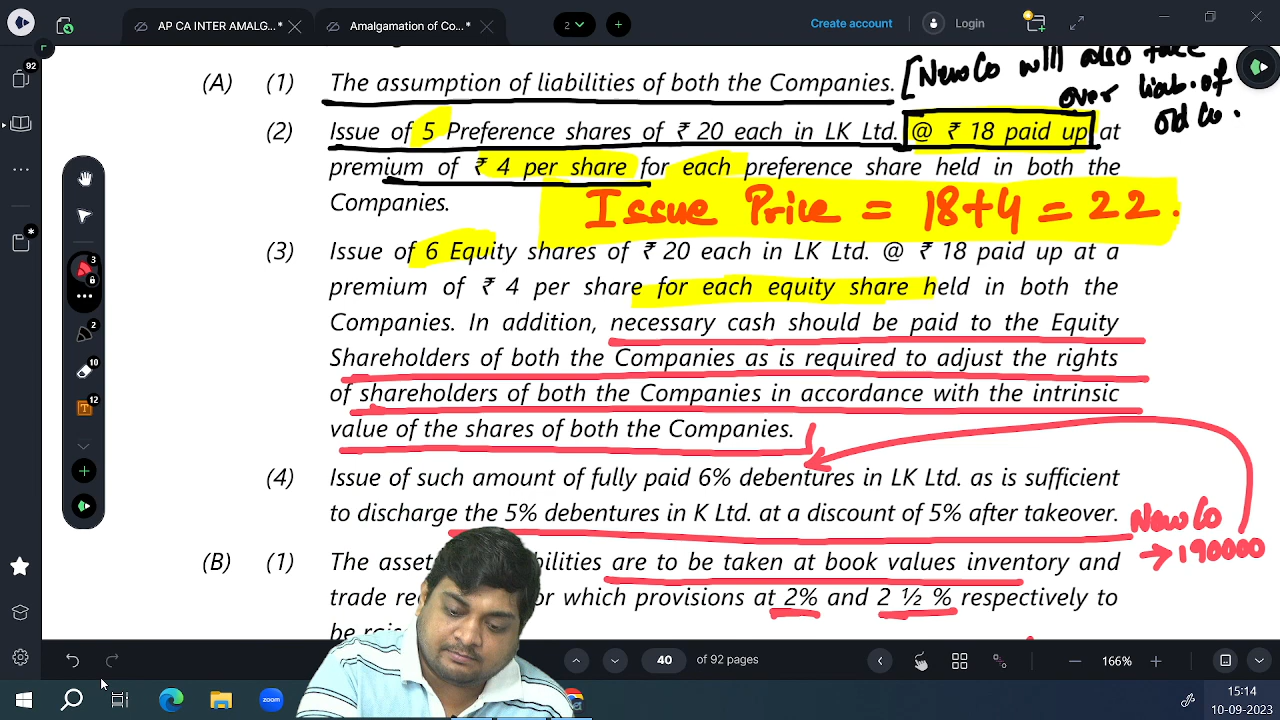 AP CA INTER AMALG...* Amalgamation of Co... * 2 Create account Login
92
(A) (1) The assumption of liabilities of both the Companies. [New Co will also take
over liab. of
old Co.
(2) Issue of 5 Preference shares of ₹ 20 each in LK Ltd. @ ₹ 18 paid up at
premium of ₹ 4 per share for each preference share held in both the
Companies.
Issue Price = 18+4 = 22.
(3) Issue of 6 Equity shares of ₹ 20 each in LK Ltd. @ ₹ 18 paid up at a
premium of ₹ 4 per share for each equity share held in both the
Companies. In addition, necessary cash should be paid to the Equity
Shareholders of both the Companies as is required to adjust the rights
of shareholders of both the Companies in accordance with the intrinsic
value of the shares of both the Companies.
(4) Issue of such amount of fully paid 6% debentures in LK Ltd. as is sufficient
to discharge the 5% debentures in K Ltd. at a discount of 5% after takeover.
New Co
→ 190000
(B) (1) The asset bilities are to be taken at book values inventory and
trade re or which provisions at 2% and 2 ½ % respectively to
be
3
2
10
12
T
40 of 92 pages 166%
zoom
15:14
10-09-2023